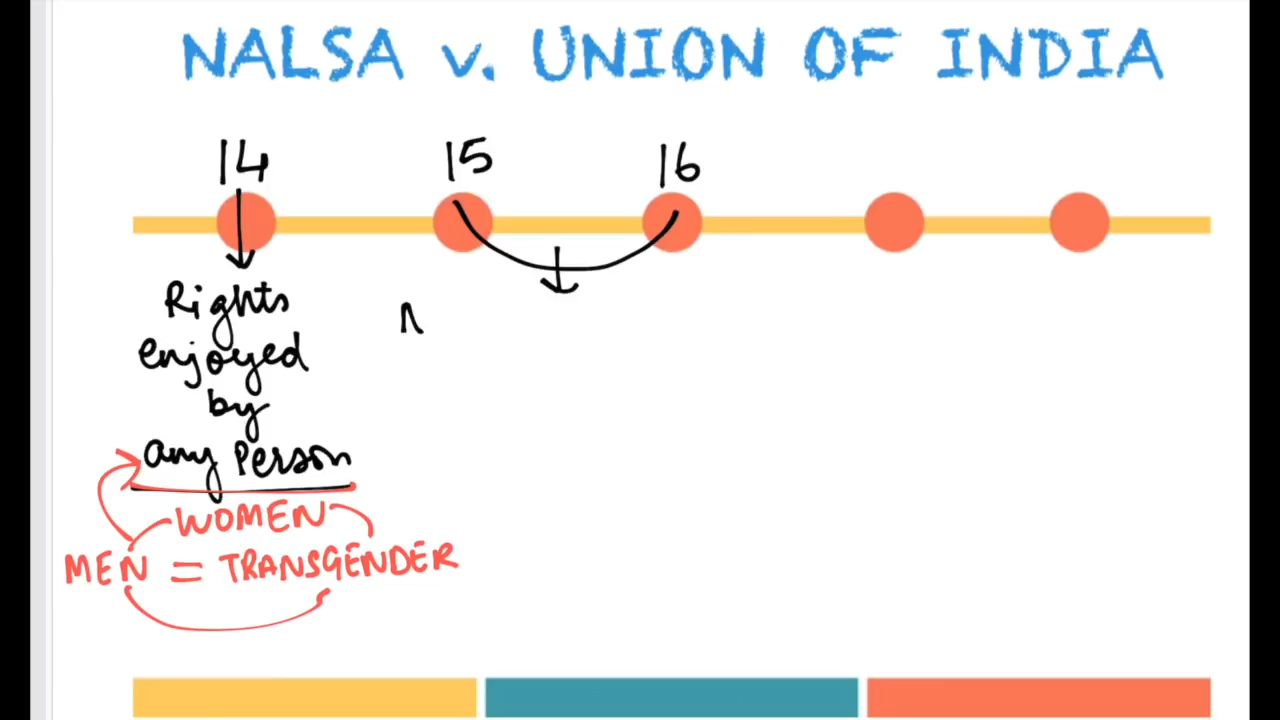 NALSA v. UNION OF INDIA
14 15 16
Rights
enjoyed
by
any Person
WOMEN
MEN = TRANSGENDER